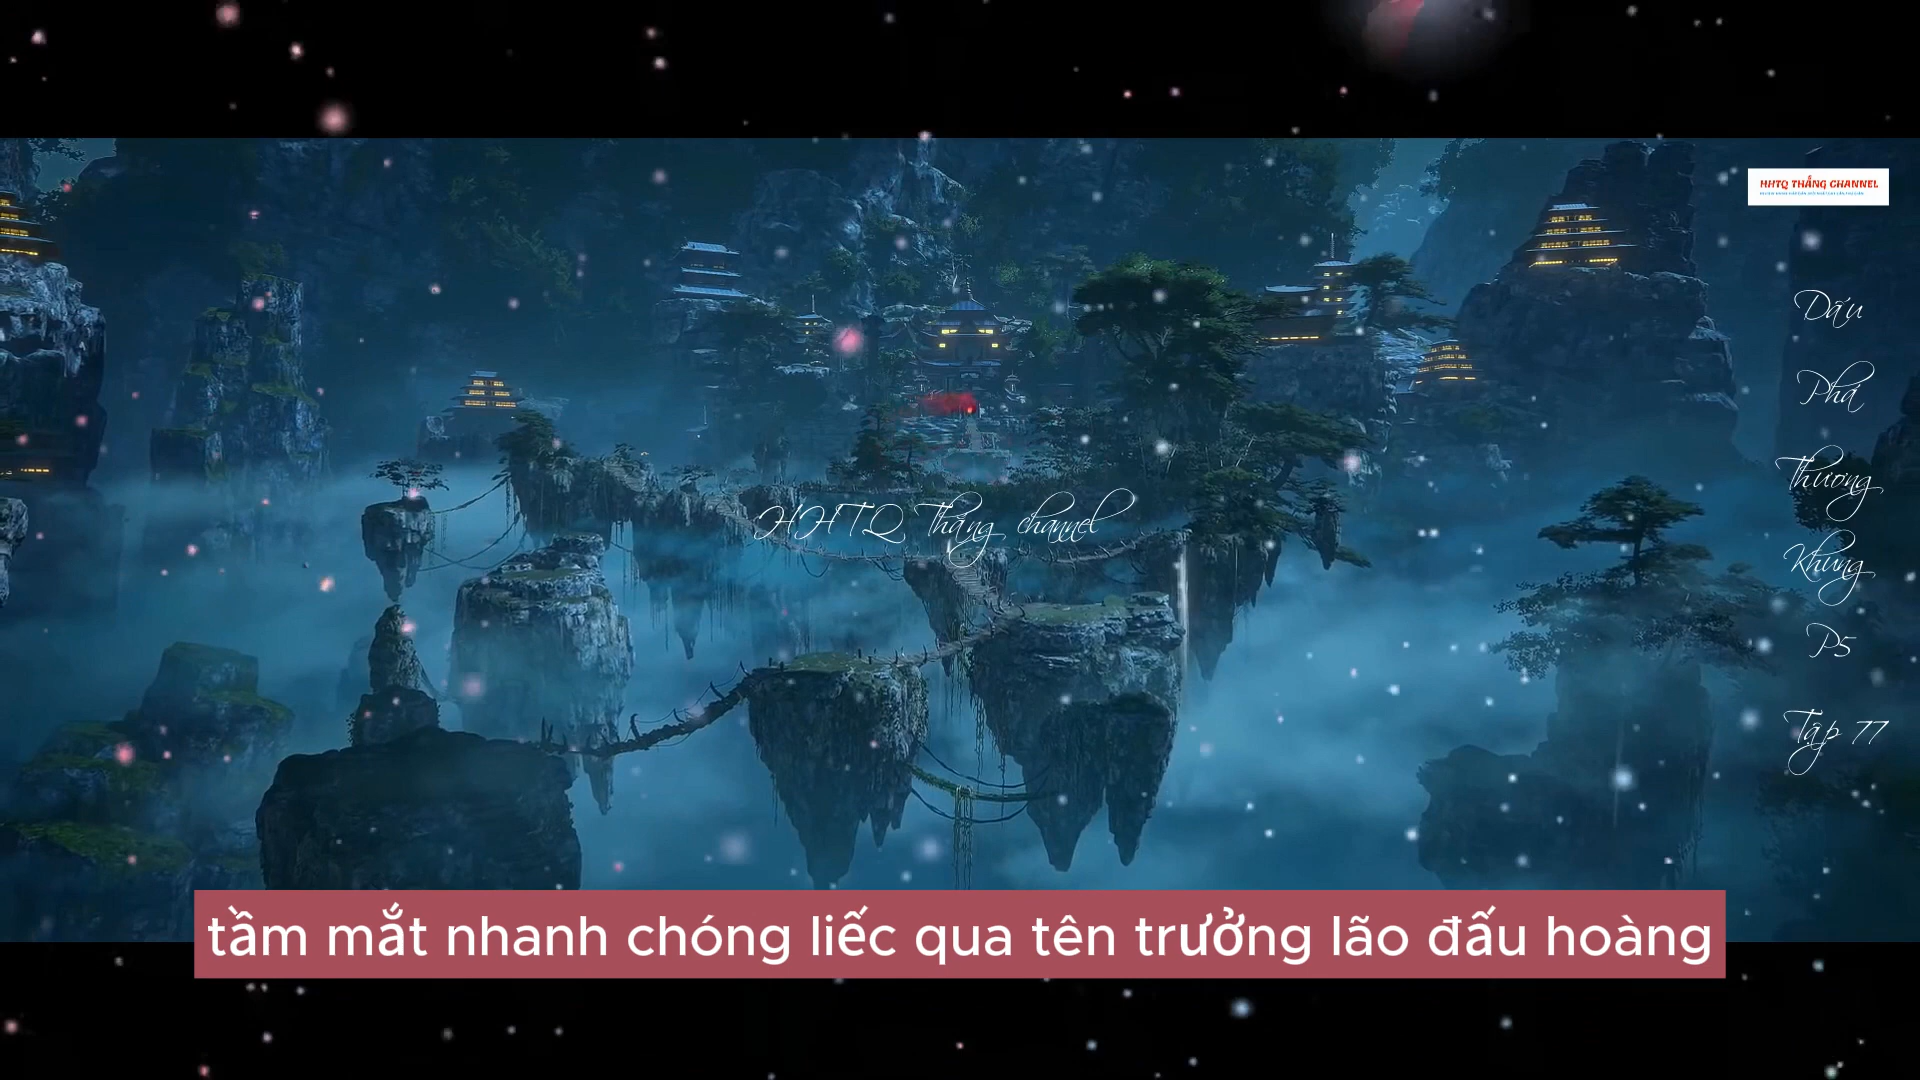 HHTQ THẮNG CHANNEL
Dấu
Phá
Thương
Khung
P5
Tập 77
HHTQ Thắng channel
tầm mắt nhanh chóng liếc qua tên trưởng lão đấu hoàng